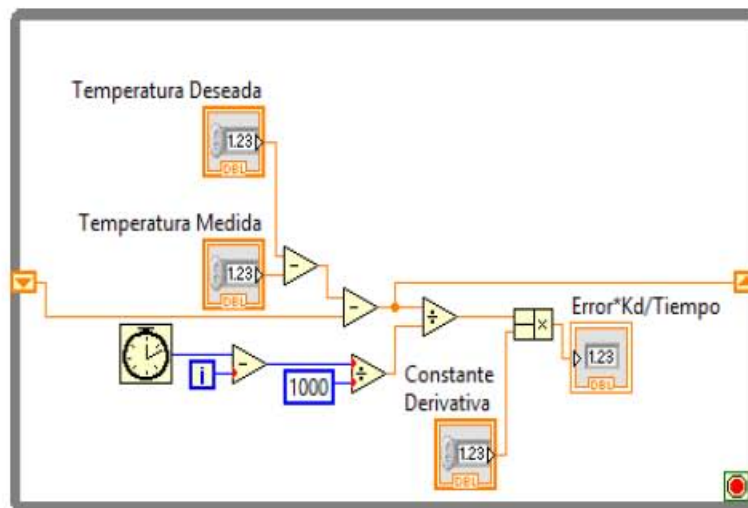 Temperatura Deseada
1.23
DBL
Temperatura Medida
1.23
DBL
Error*Kd/Tiempo
1.23
DBL
i
1000
Constante
Derivativa
1.23
DBL